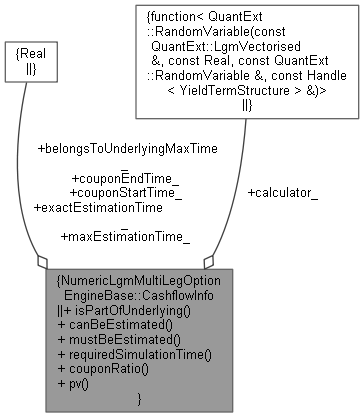 {Real
||}
{function< QuantExt
::RandomVariable(const
QuantExt::LgmVectorised
&, const Real, const QuantExt
::RandomVariable &, const Handle
< YieldTermStructure > &)>
||}
+belongsToUnderlyingMaxTime
_
+couponEndTime_
+couponStartTime_
+exactEstimationTime
_
+maxEstimationTime_
+calculator_
{NumericLgmMultiLegOption
EngineBase::CashflowInfo
||+ isPartOfUnderlying()
+ canBeEstimated()
+ mustBeEstimated()
+ requiredSimulationTime()
+ couponRatio()
+ pv()
}